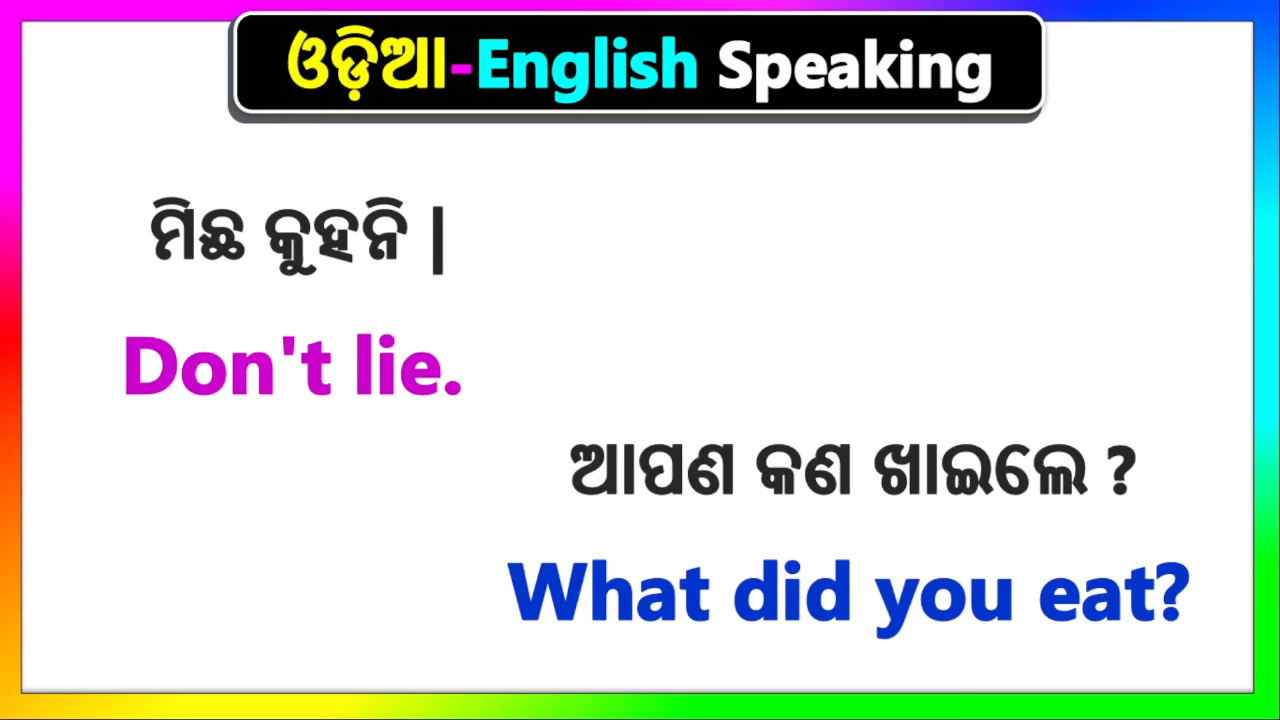 ଓଡ଼ିଆ-English Speaking
ମିଛ କୁହନି |
Don't lie.
ଆପଣ କଣ ଖାଇଲେ ?
What did you eat?